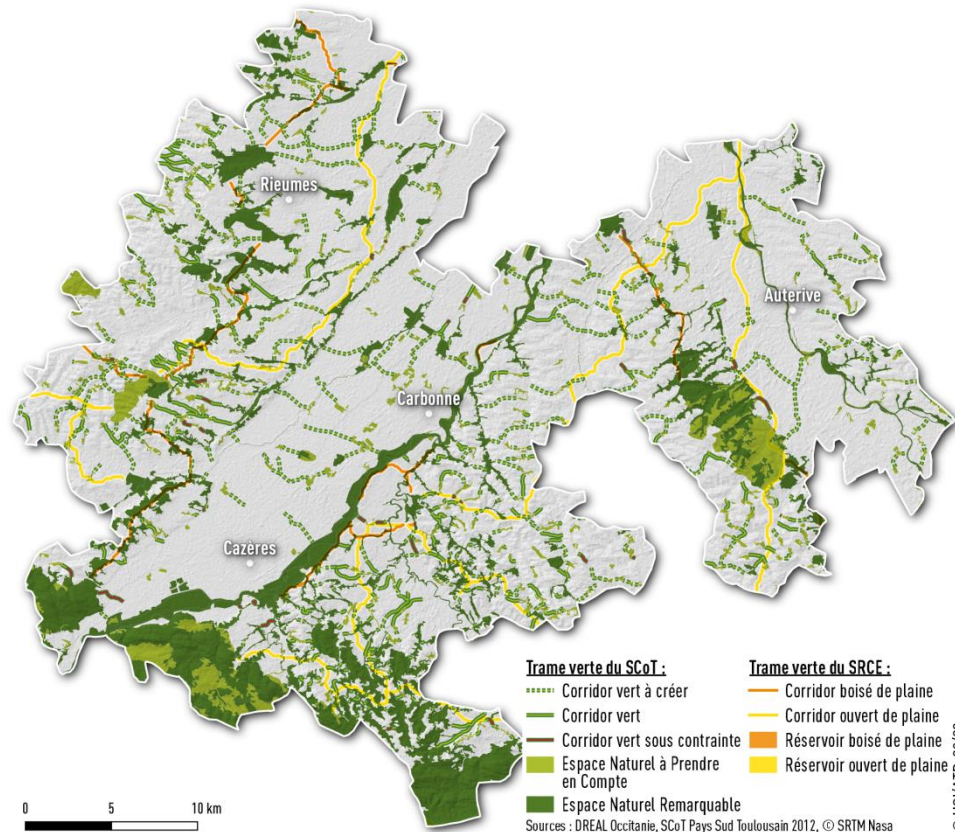 Rieumes
Auterive
Carbonne
Cazères
Trame verte du SCoT :
Corridor vert à créer
Corridor vert
Corridor vert sous contrainte
Espace Naturel à Prendre
en Compte
Espace Naturel Remarquable
Trame verte du SRCE :
Corridor boisé de plaine
Corridor ouvert de plaine
Réservoir boisé de plaine
Réservoir ouvert de plaine
0 5 10 km
Sources : DREAL Occitanie, SCoT Pays Sud Toulousain 2012, © SRTM Nasa